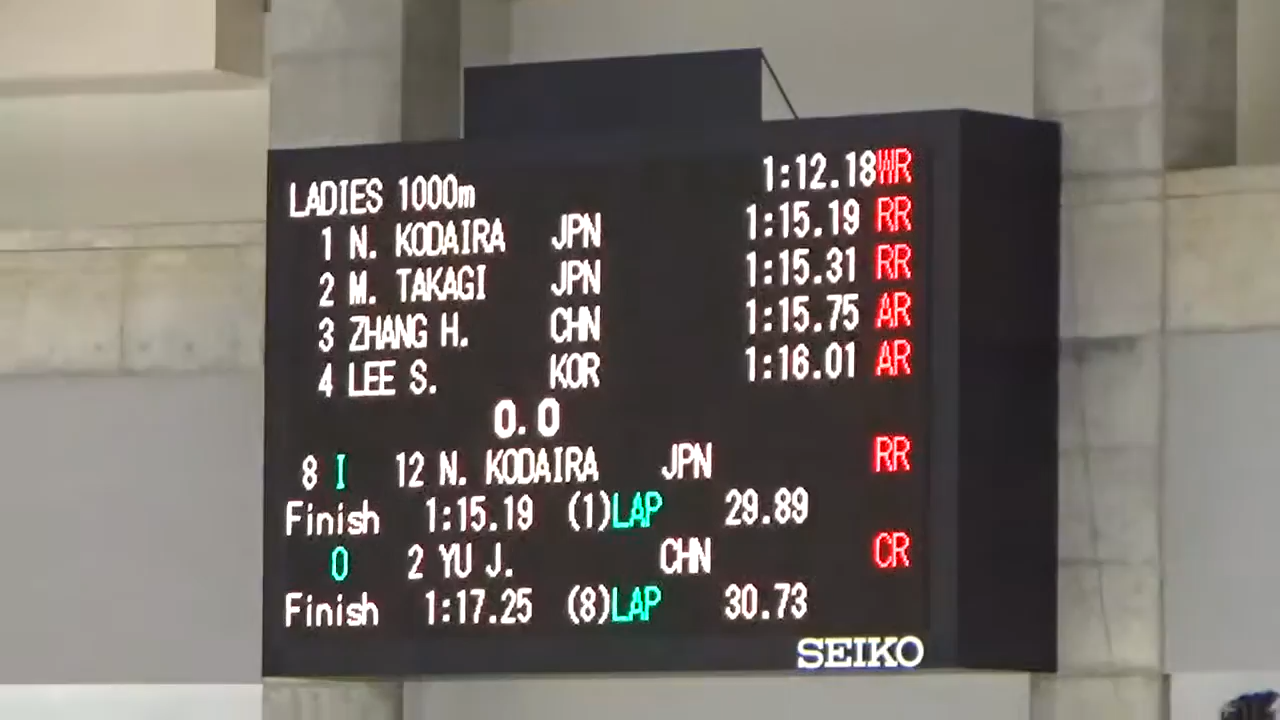 LADIES 1000m 1:12.18 WR
1 N. KODAIRA JPN 1:15.19 RR
2 M. TAKAGI JPN 1:15.31 RR
3 ZHANG H. CHN 1:15.75 AR
4 LEE S. KOR 1:16.01 AR
0.0
8 I 12 N. KODAIRA JPN RR
Finish 1:15.19 (1) LAP 29.89
O 2 YU J. CHN CR
Finish 1:17.25 (8) LAP 30.73
SEIKO